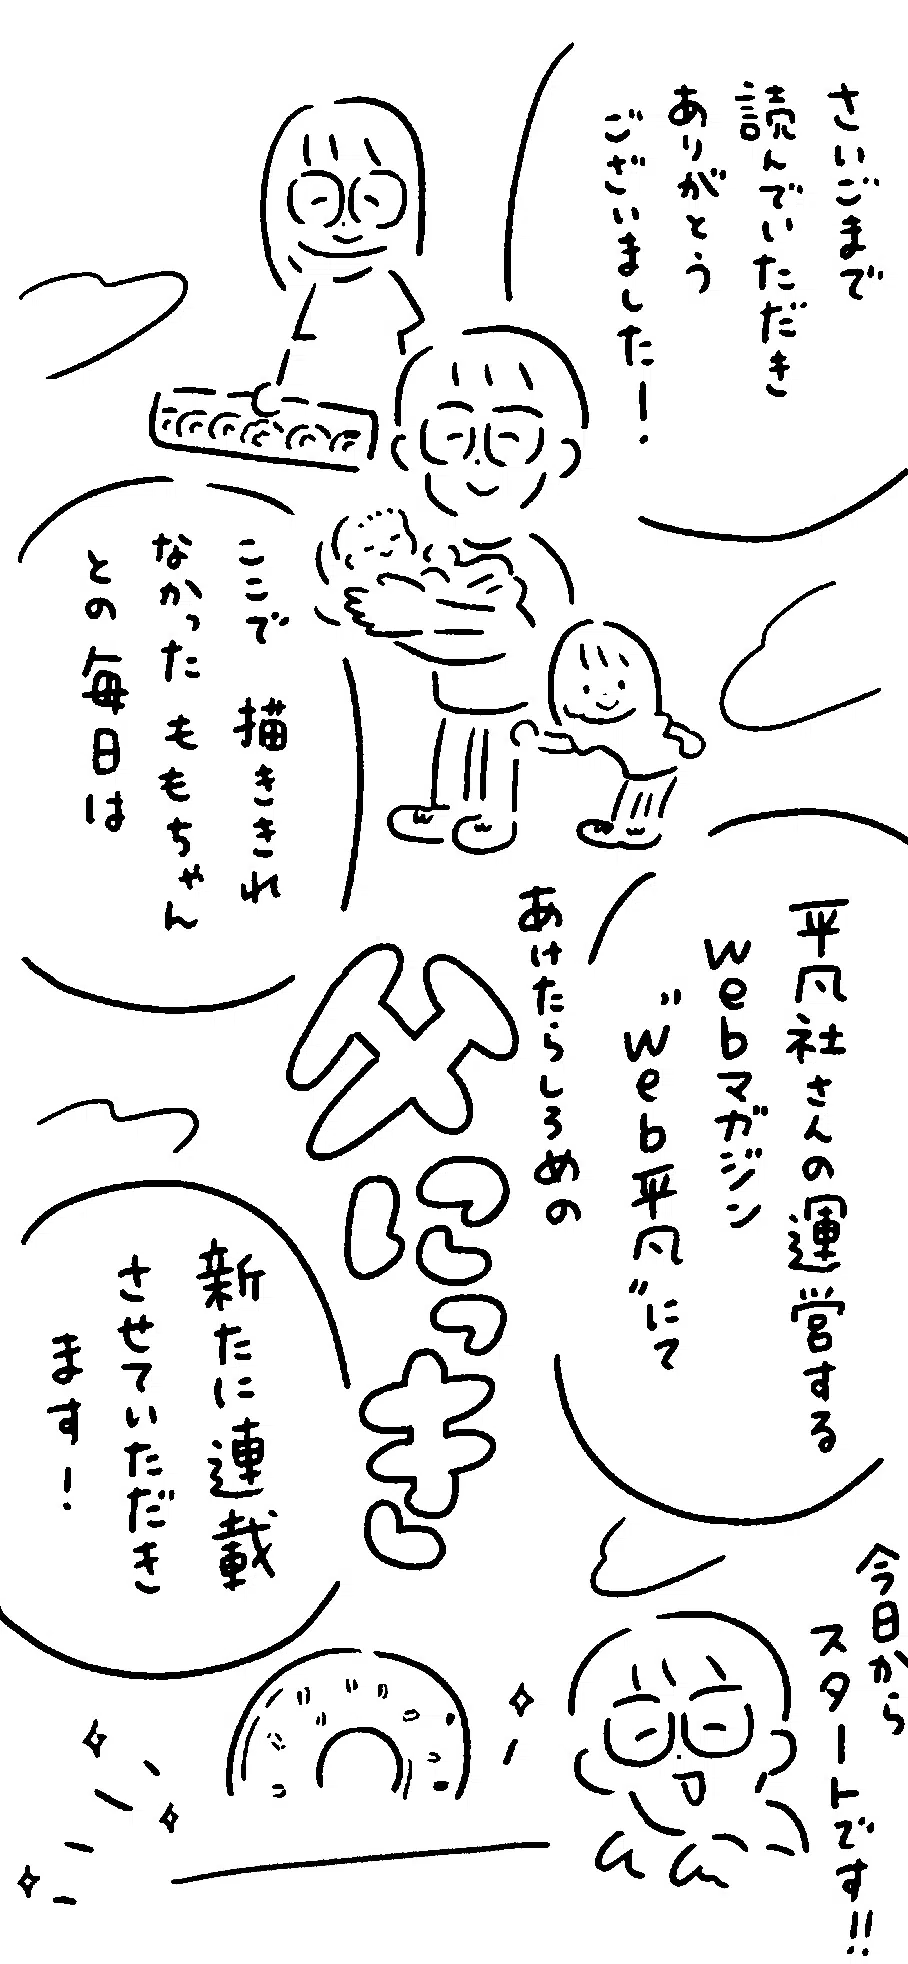 さいごまで
読んでいただき
ありがとう
ございました！
ここで 描ききれ
なかった ももちゃん
との毎日は
平凡社さんの運営する
webマガジン
“web平凡”にて
あけたらしろめの
サにっき
新たに連載
させていただき
ます！
今日から
スタートです!!